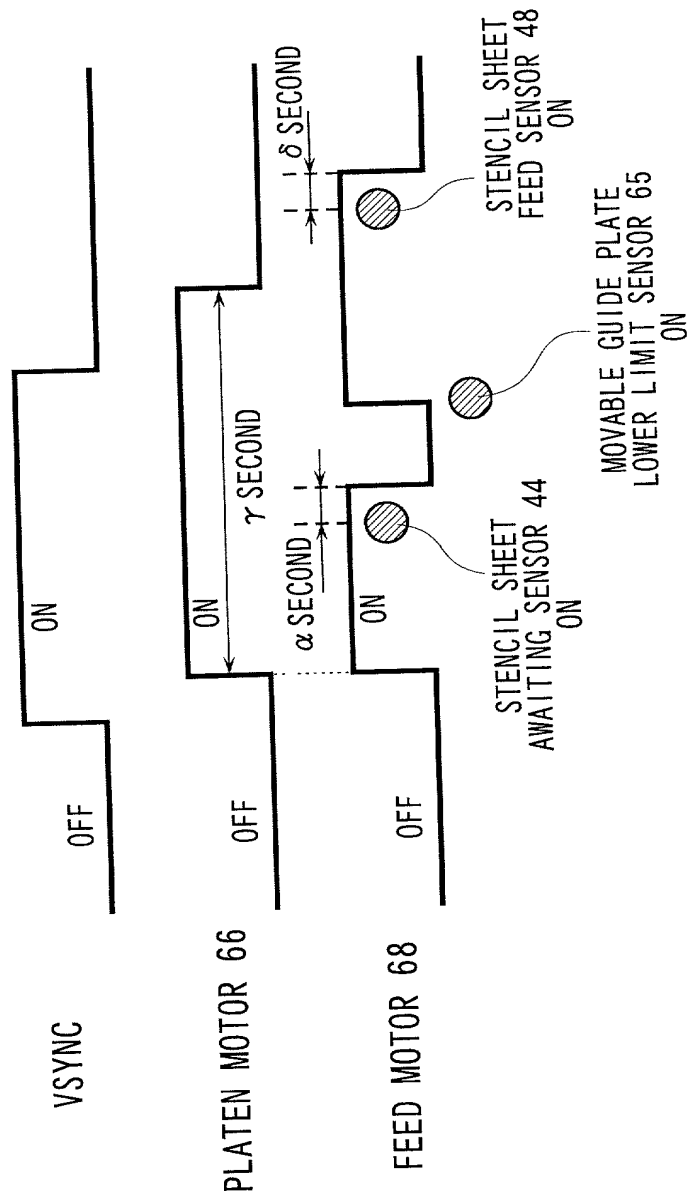 VSYNC
OFF
ON
PLATEN MOTOR 66
OFF
ON
γ SECOND
FEED MOTOR 68
OFF
ON
α SECOND
δ SECOND
STENCIL SHEET
AWAITING SENSOR 44
ON
MOVABLE GUIDE PLATE
LOWER LIMIT SENSOR 65
ON
STENCIL SHEET
FEED SENSOR 48
ON